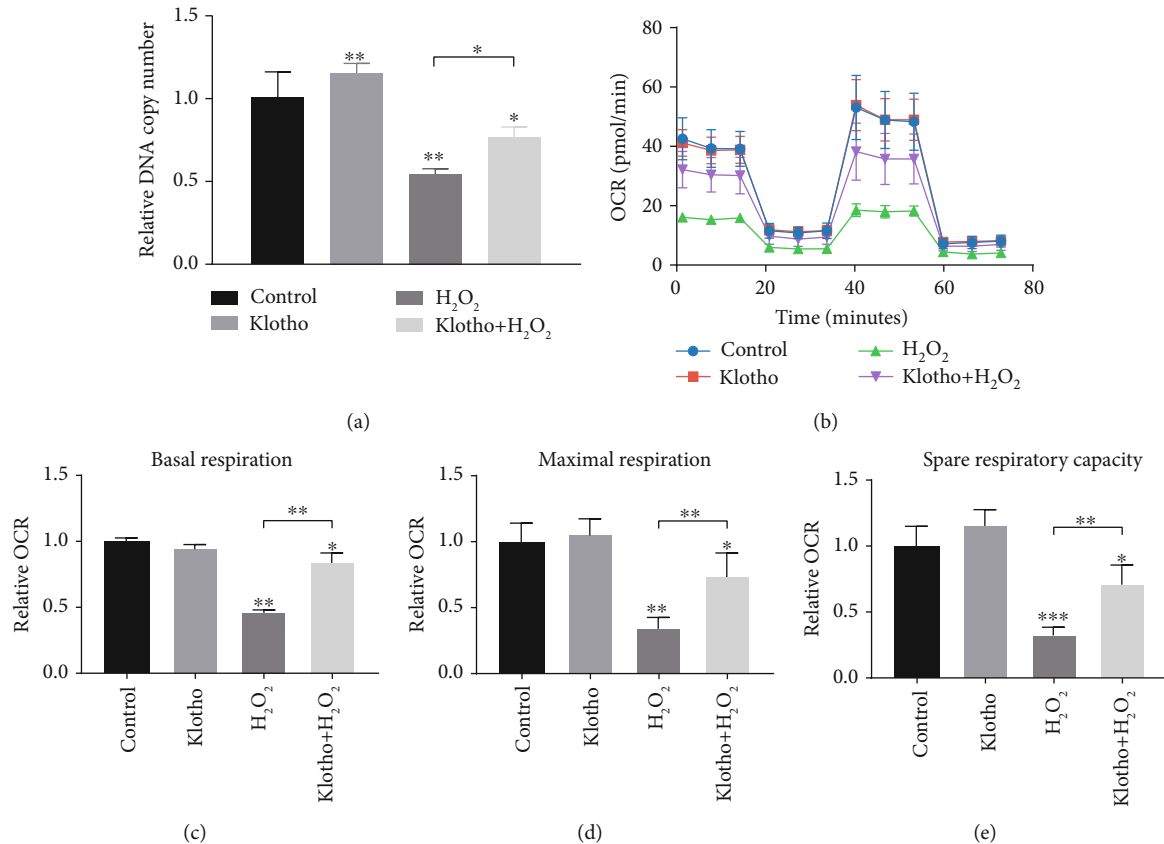 1.5
1.0
0.5
0.0
Relative DNA copy number
**
**
*
*
Control
Klotho
H₂O₂
Klotho+H₂O₂
(a)
80
60
40
20
0
OCR (pmol/min)
0 20 40 60 80
Time (minutes)
Control
Klotho
H₂O₂
Klotho+H₂O₂
(b)
Basal respiration
1.5
1.0
0.5
0.0
Relative OCR
**
**
*
Control
Klotho
H₂O₂
Klotho+H₂O₂
(c)
Maximal respiration
1.5
1.0
0.5
0.0
Relative OCR
**
**
*
Control
Klotho
H₂O₂
Klotho+H₂O₂
(d)
Spare respiratory capacity
1.5
1.0
0.5
0.0
Relative OCR
***
**
*
Control
Klotho
H₂O₂
Klotho+H₂O₂
(e)